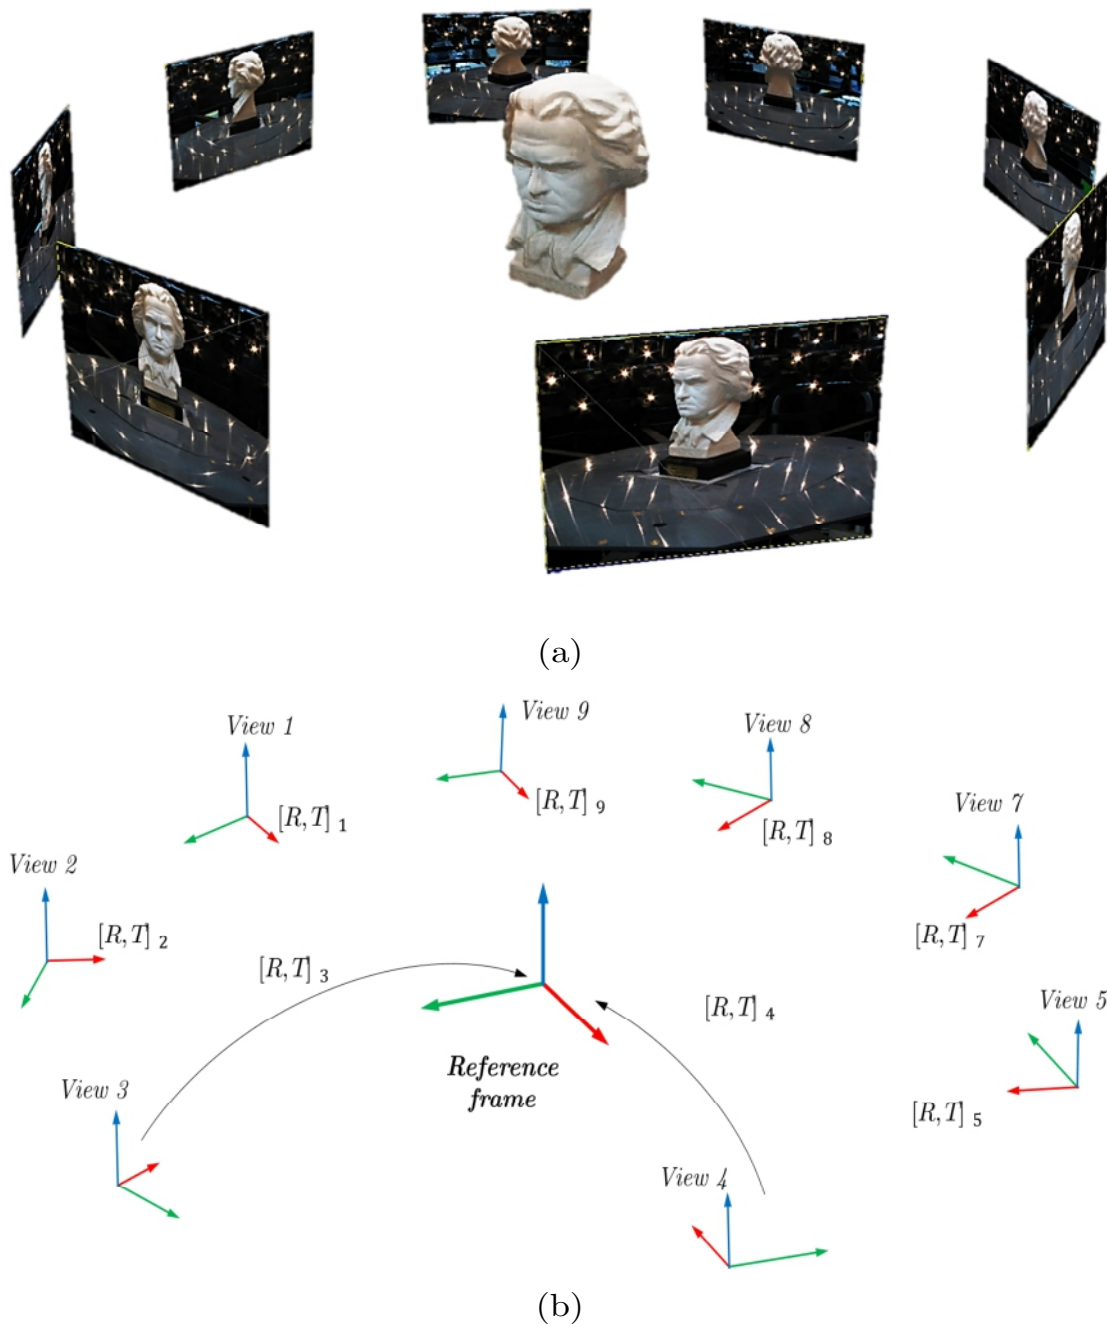 (a)
View 1
View 9
View 8
[R,T] 1
[R,T] 9
[R,T] 8
View 7
View 2
[R,T] 2
[R,T] 7
[R,T] 3
[R,T] 4
View 5
Reference
frame
View 3
[R,T] 5
View 4
(b)